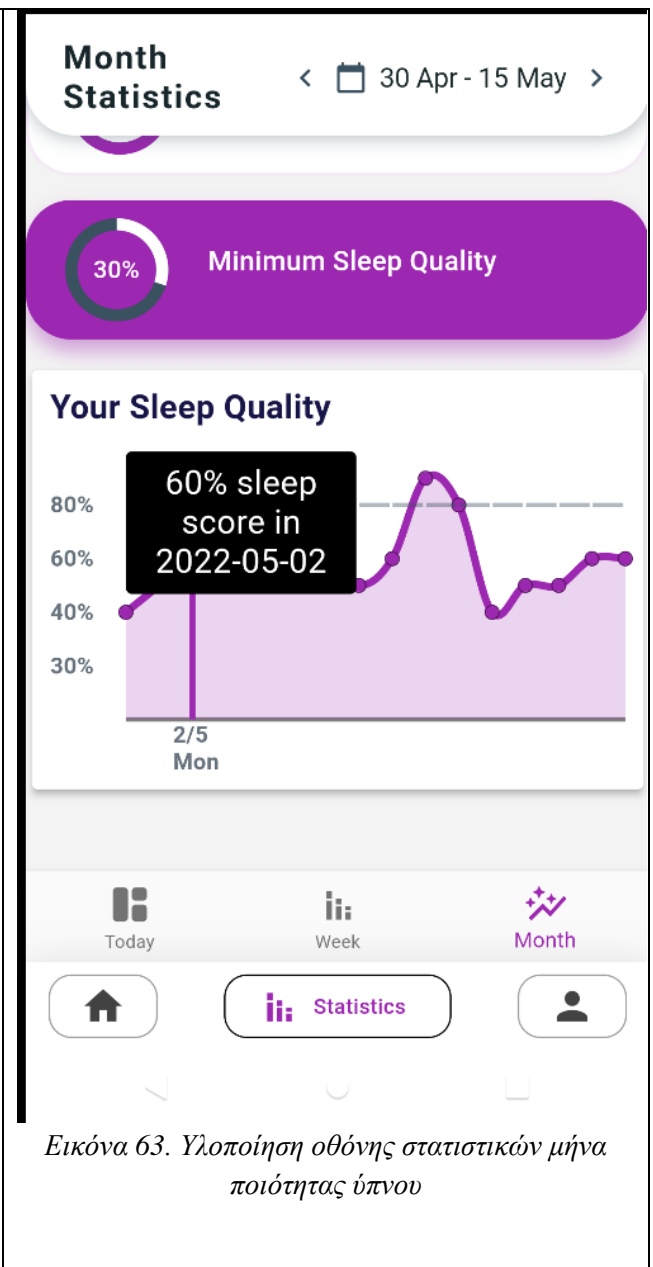 Month
Statistics
30 Apr - 15 May
30%
Minimum Sleep Quality
Your Sleep Quality
60% sleep
score in
2022-05-02
80%
60%
40%
30%
2/5
Mon
Today
Week
Month
Statistics
Εικόνα 63. Υλοποίηση οθόνης στατιστικών μήνα
ποιότητας ύπνου